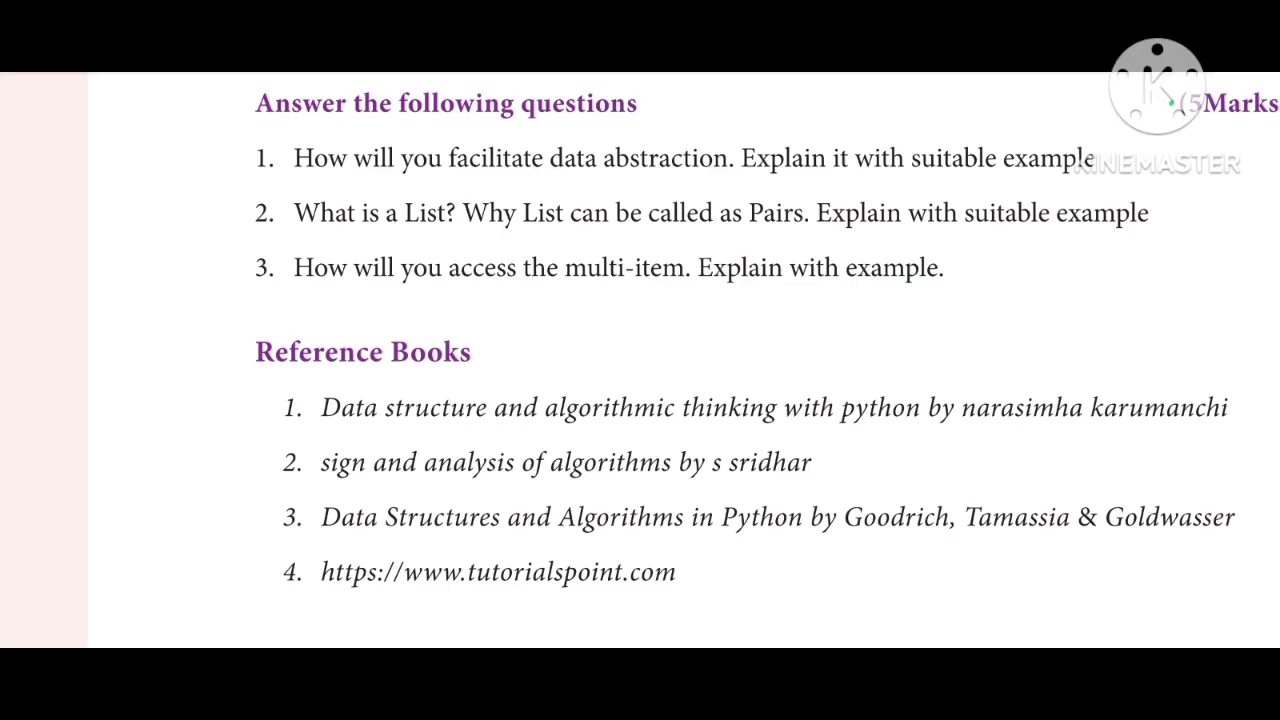 Answer the following questions (5Marks
1. How will you facilitate data abstraction. Explain it with suitable example
2. What is a List? Why List can be called as Pairs. Explain with suitable example
3. How will you access the multi-item. Explain with example.
Reference Books
1. Data structure and algorithmic thinking with python by narasimha karumanchi
2. sign and analysis of algorithms by s sridhar
3. Data Structures and Algorithms in Python by Goodrich, Tamassia & Goldwasser
4. https://www.tutorialspoint.com
K
KINEMASTER